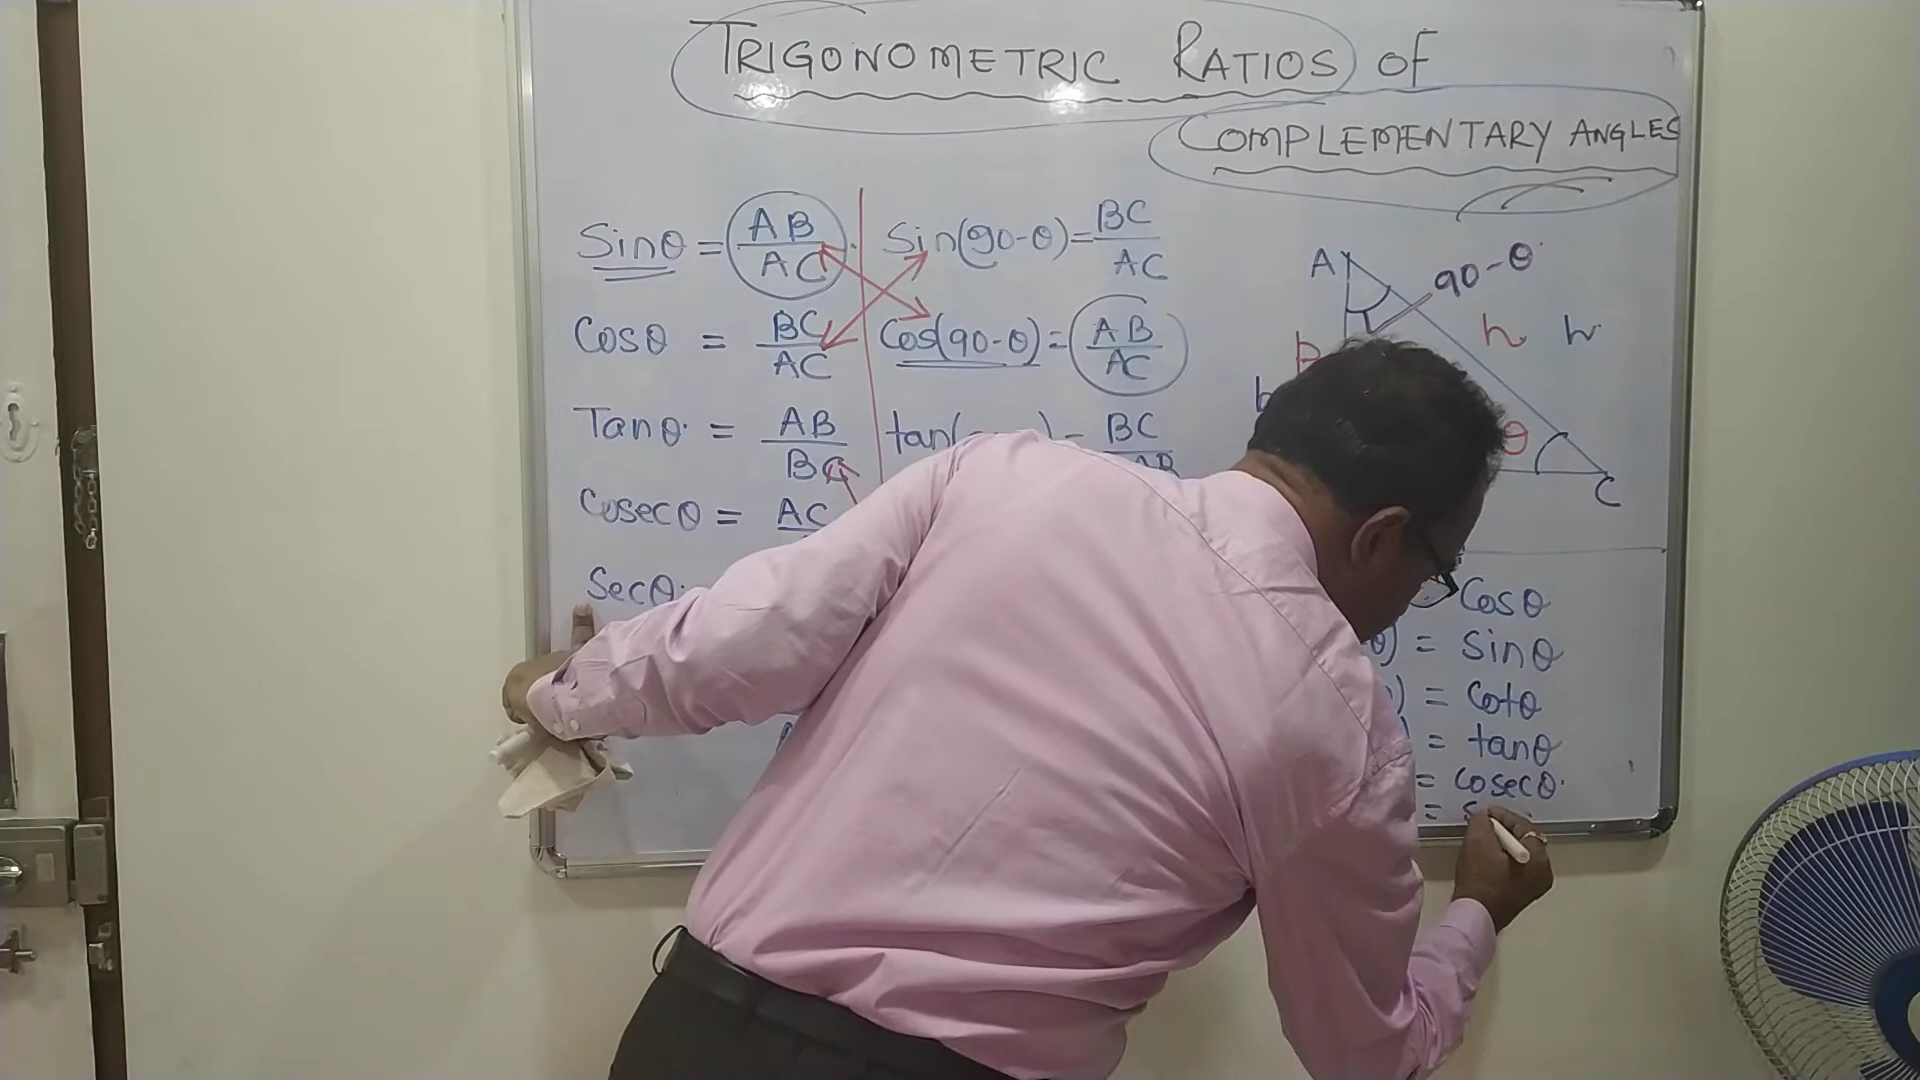 TRIGONOMETRIC RATIOS OF
COMPLEMENTARY ANGLES
Sinθ = AB/AC
Sin(90-θ) = BC/AC
Cosθ = BC/AC
Cos(90-θ) = AB/AC
Tanθ = AB/BC
tan( ) = BC/AB
Cosecθ = AC
Secθ
A
90-θ
h h
b
θ
C
Cosθ
θ) = Sinθ
) = Cotθ
) = tanθ
= Cosecθ
= S